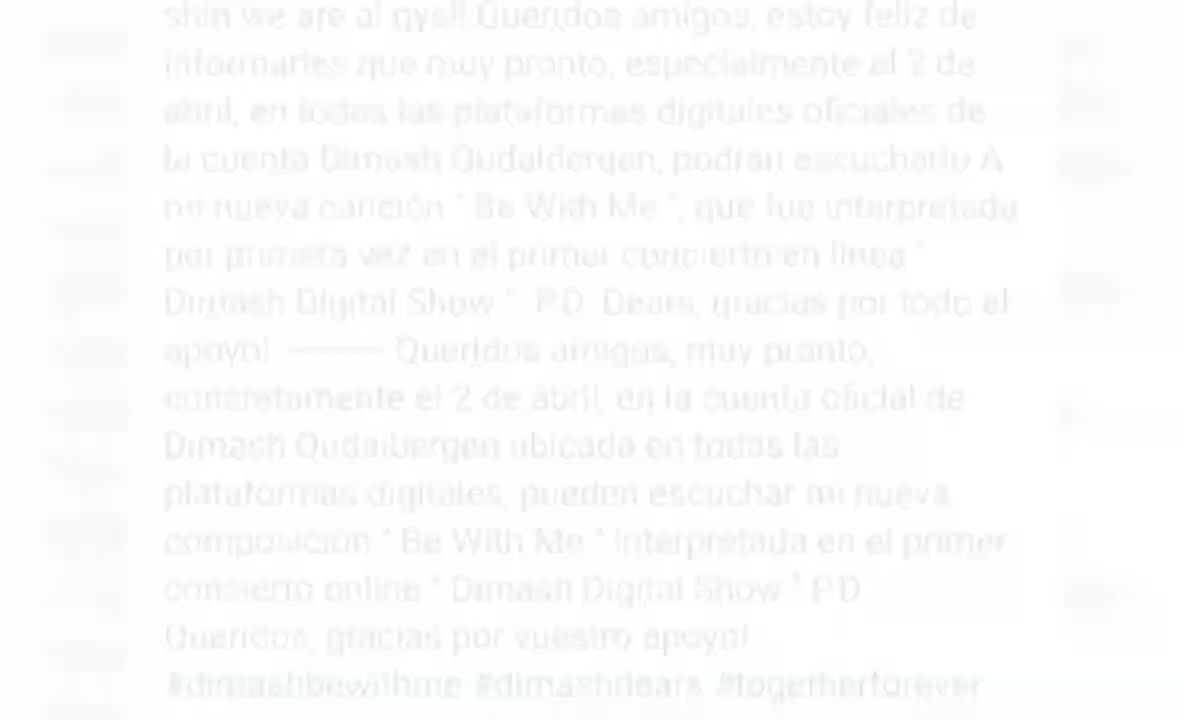 we are al Queridos amigos, estoy feliz de
informarles que muy pronto, especialmente el 2 de
abril, en todas las plataformas digitales oficiales de
la cuenta Dimash Qudaibergen, podrán escucharlo A
mi nueva canción " Be With Me ", que fue interpretada
por primera vez en el primer concierto en línea "
Dimash Digital Show " P.D. Dears, gracias por todo el
apoyo! ——— Queridos amigos, muy pronto,
concretamente el 2 de abril, en la cuenta oficial de
Dimash Qudaibergen ubicada en todas las
plataformas digitales, pueden escuchar mi nueva
composición " Be With Me " interpretada en el primer
concierto online " Dimash Digital Show " P.D
Queridos, gracias por vuestro apoyo!
#dimashbewithme #dimashdears #togetherforever